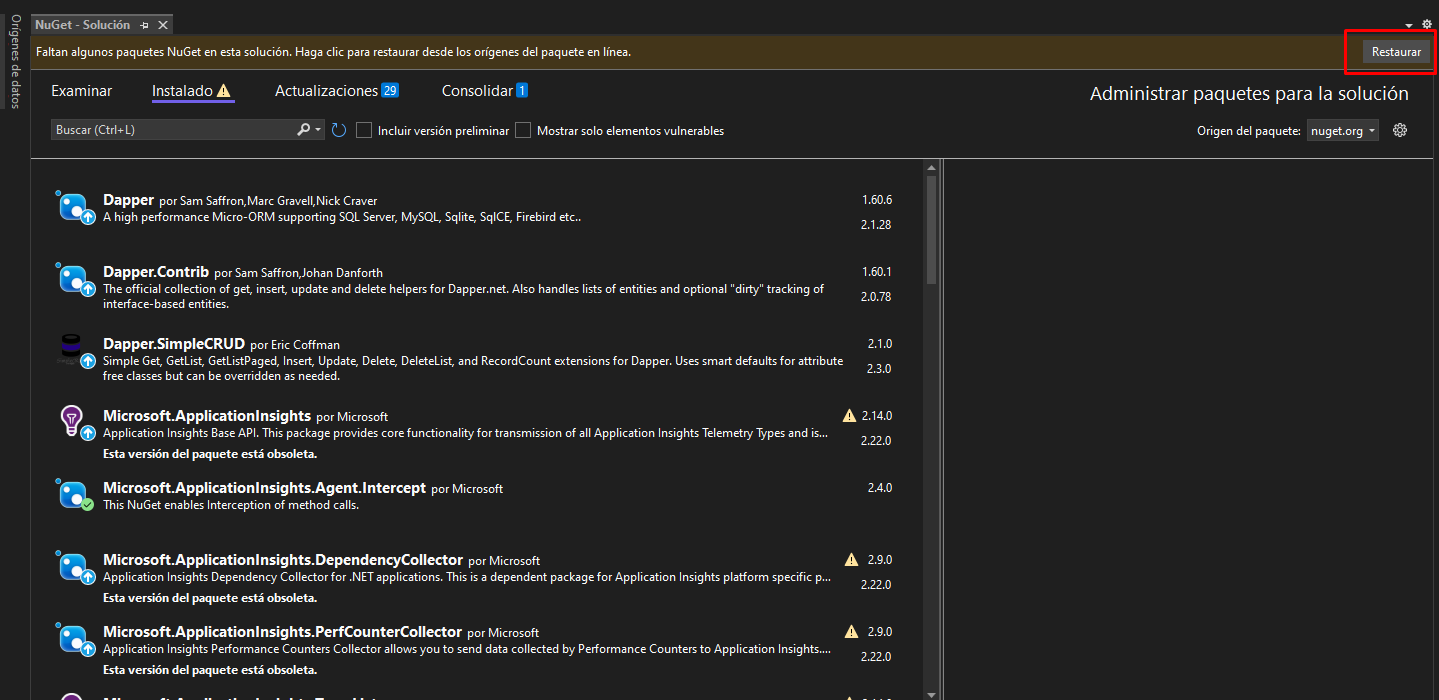 Orígenes de datos
NuGet - Solución
Faltan algunos paquetes NuGet en esta solución. Haga clic para restaurar desde los orígenes del paquete en línea.
Restaurar
Examinar
Instalado
Actualizaciones 29
Consolidar 1
Administrar paquetes para la solución
Buscar (Ctrl+L)
Incluir versión preliminar
Mostrar solo elementos vulnerables
Origen del paquete: nuget.org
Dapper por Sam Saffron,Marc Gravell,Nick Craver 1.60.6
A high performance Micro-ORM supporting SQL Server, MySQL, Sqlite, SqlCE, Firebird etc..
2.1.28
Dapper.Contrib por Sam Saffron,Johan Danforth 1.60.1
The official collection of get, insert, update and delete helpers for Dapper.net. Also handles lists of entities and optional "dirty" tracking of
interface-based entities.
2.0.78
Dapper.SimpleCRUD por Eric Coffman 2.1.0
Simple Get, GetList, GetListPaged, Insert, Update, Delete, DeleteList, and RecordCount extensions for Dapper. Uses smart defaults for attribute
free classes but can be overridden as needed.
2.3.0
Microsoft.ApplicationInsights por Microsoft 2.14.0
Application Insights Base API. This package provides core functionality for transmission of all Application Insights Telemetry Types and is...
2.22.0
Esta versión del paquete está obsoleta.
Microsoft.ApplicationInsights.Agent.Intercept por Microsoft 2.4.0
This NuGet enables Interception of method calls.
Microsoft.ApplicationInsights.DependencyCollector por Microsoft 2.9.0
Application Insights Dependency Collector for .NET applications. This is a dependent package for Application Insights platform specific p...
2.22.0
Esta versión del paquete está obsoleta.
Microsoft.ApplicationInsights.PerfCounterCollector por Microsoft 2.9.0
Application Insights Performance Counters Collector allows you to send data collected by Performance Counters to Application Insights....
2.22.0
Esta versión del paquete está obsoleta.